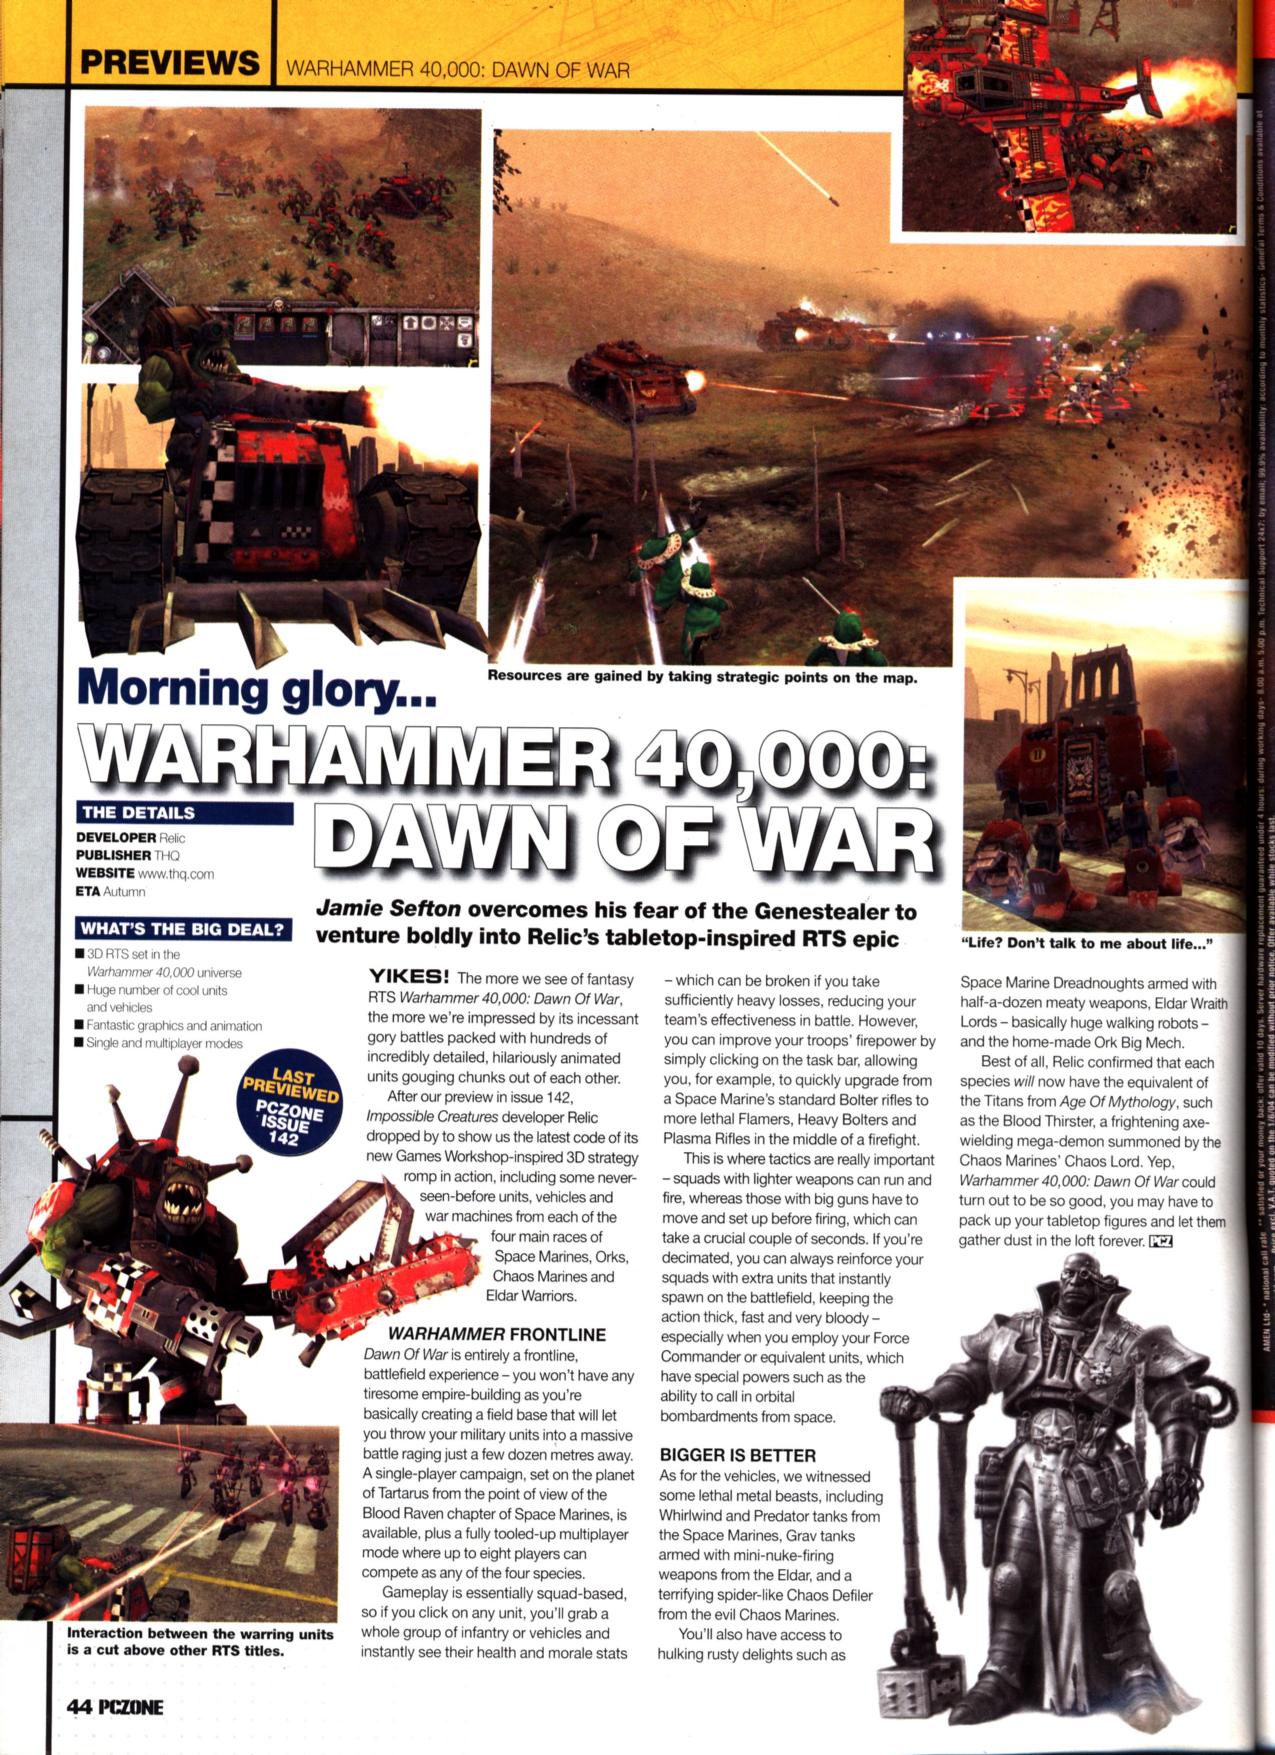 PREVIEWS
WARHAMMER 40,000: DAWN OF WAR
Resources are gained by taking strategic points on the map.
Morning glory...
WARHAMMER 40,000:
DAWN OF WAR
THE DETAILS
DEVELOPER Relic
PUBLISHER THQ
WEBSITE www.thq.com
ETA Autumn
WHAT'S THE BIG DEAL?
■ 3D RTS set in the
Warhammer 40,000 universe
■ Huge number of cool units
and vehicles
■ Fantastic graphics and animation
■ Single and multiplayer modes
LAST
PREVIEWED
PCZONE
ISSUE
142
Jamie Sefton overcomes his fear of the Genestealer to
venture boldly into Relic's tabletop-inspired RTS epic
"Life? Don't talk to me about life..."
YIKES! The more we see of fantasy
RTS Warhammer 40,000: Dawn Of War,
the more we're impressed by its incessant
gory battles packed with hundreds of
incredibly detailed, hilariously animated
units gouging chunks out of each other.
After our preview in issue 142,
Impossible Creatures developer Relic
dropped by to show us the latest code of its
new Games Workshop-inspired 3D strategy
romp in action, including some never-
seen-before units, vehicles and
war machines from each of the
four main races of
Space Marines, Orks,
Chaos Marines and
Eldar Warriors.
WARHAMMER FRONTLINE
Dawn Of War is entirely a frontline,
battlefield experience – you won't have any
tiresome empire-building as you're
basically creating a field base that will let
you throw your military units into a massive
battle raging just a few dozen metres away.
A single-player campaign, set on the planet
of Tartarus from the point of view of the
Blood Raven chapter of Space Marines, is
available, plus a fully tooled-up multiplayer
mode where up to eight players can
compete as any of the four species.
Gameplay is essentially squad-based,
so if you click on any unit, you'll grab a
whole group of infantry or vehicles and
instantly see their health and morale stats
– which can be broken if you take
sufficiently heavy losses, reducing your
team's effectiveness in battle. However,
you can improve your troops' firepower by
simply clicking on the task bar, allowing
you, for example, to quickly upgrade from
a Space Marine's standard Bolter rifles to
more lethal Flamers, Heavy Bolters and
Plasma Rifles in the middle of a firefight.
This is where tactics are really important
– squads with lighter weapons can run and
fire, whereas those with big guns have to
move and set up before firing, which can
take a crucial couple of seconds. If you're
decimated, you can always reinforce your
squads with extra units that instantly
spawn on the battlefield, keeping the
action thick, fast and very bloody –
especially when you employ your Force
Commander or equivalent units, which
have special powers such as the
ability to call in orbital
bombardments from space.
BIGGER IS BETTER
As for the vehicles, we witnessed
some lethal metal beasts, including
Whirlwind and Predator tanks from
the Space Marines, Grav tanks
armed with mini-nuke-firing
weapons from the Eldar, and a
terrifying spider-like Chaos Defiler
from the evil Chaos Marines.
You'll also have access to
hulking rusty delights such as
Space Marine Dreadnoughts armed with
half-a-dozen meaty weapons, Eldar Wraith
Lords – basically huge walking robots –
and the home-made Ork Big Mech.
Best of all, Relic confirmed that each
species will now have the equivalent of
the Titans from Age Of Mythology, such
as the Blood Thirster, a frightening axe-
wielding mega-demon summoned by the
Chaos Marines' Chaos Lord. Yep,
Warhammer 40,000: Dawn Of War could
turn out to be so good, you may have to
pack up your tabletop figures and let them
gather dust in the loft forever. PCZ
Interaction between the warring units
is a cut above other RTS titles.
44 PCZONE